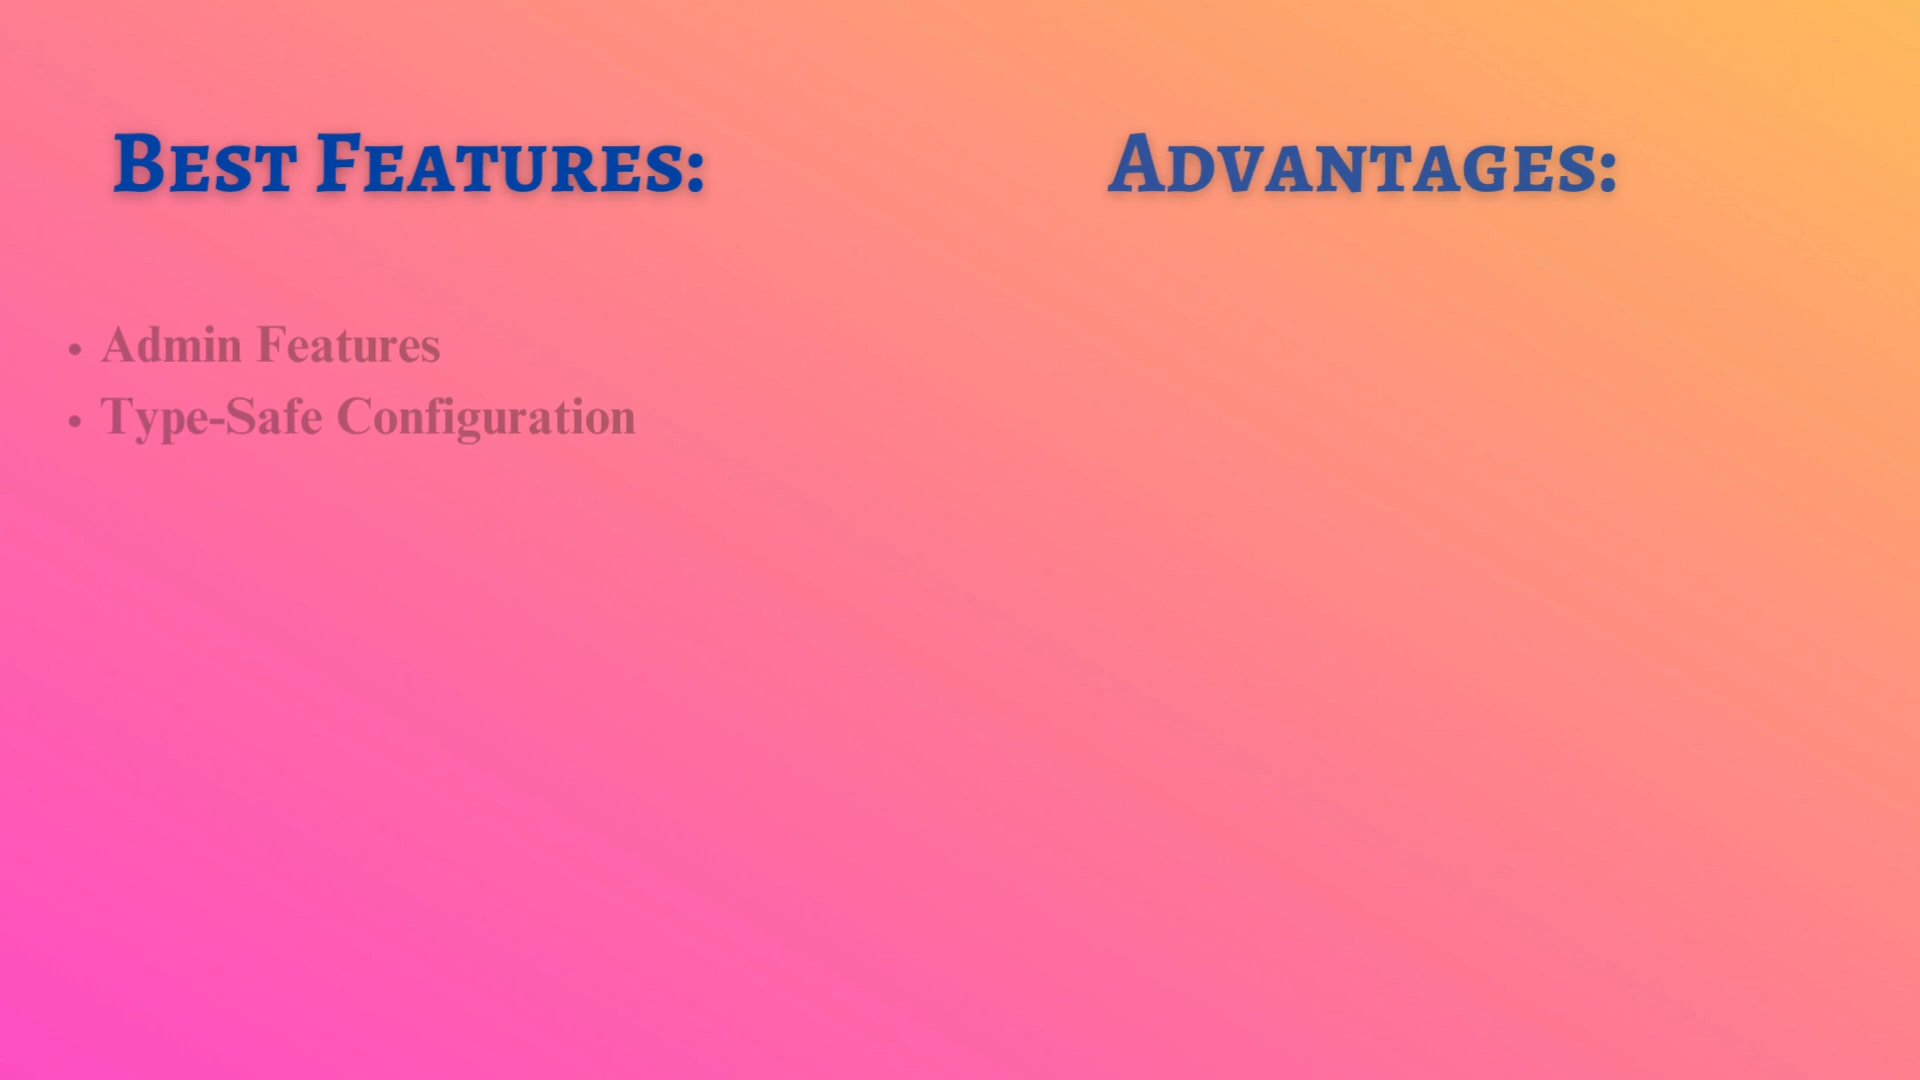 Best Features:
• Admin Features
• Type-Safe Configuration
Advantages: